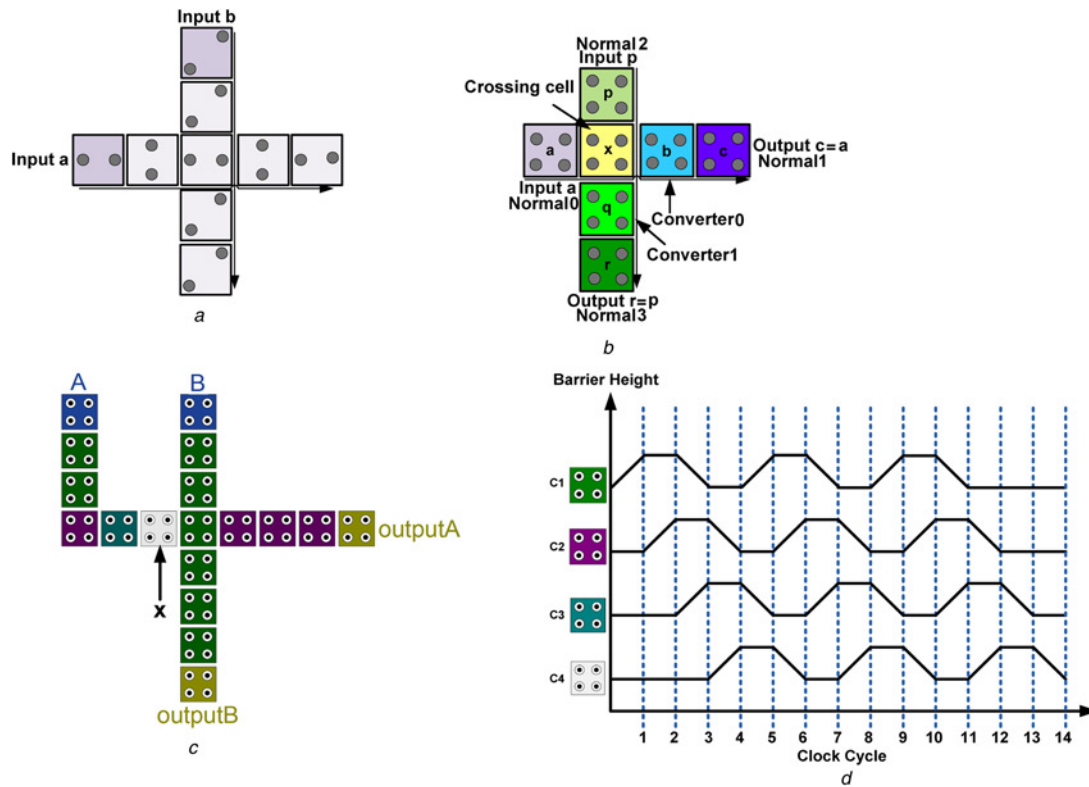 Input b
Input a
a
Normal2
Input p
Crossing cell
p
a
x
b
c
Output c=a
Normal1
Input a
Normal0
q
Converter0
Converter1
r
Output r=p
Normal3
b
A
B
outputA
x
outputB
c
Barrier Height
C1
C2
C3
C4
1 2 3 4 5 6 7 8 9 10 11 12 13 14
Clock Cycle
d